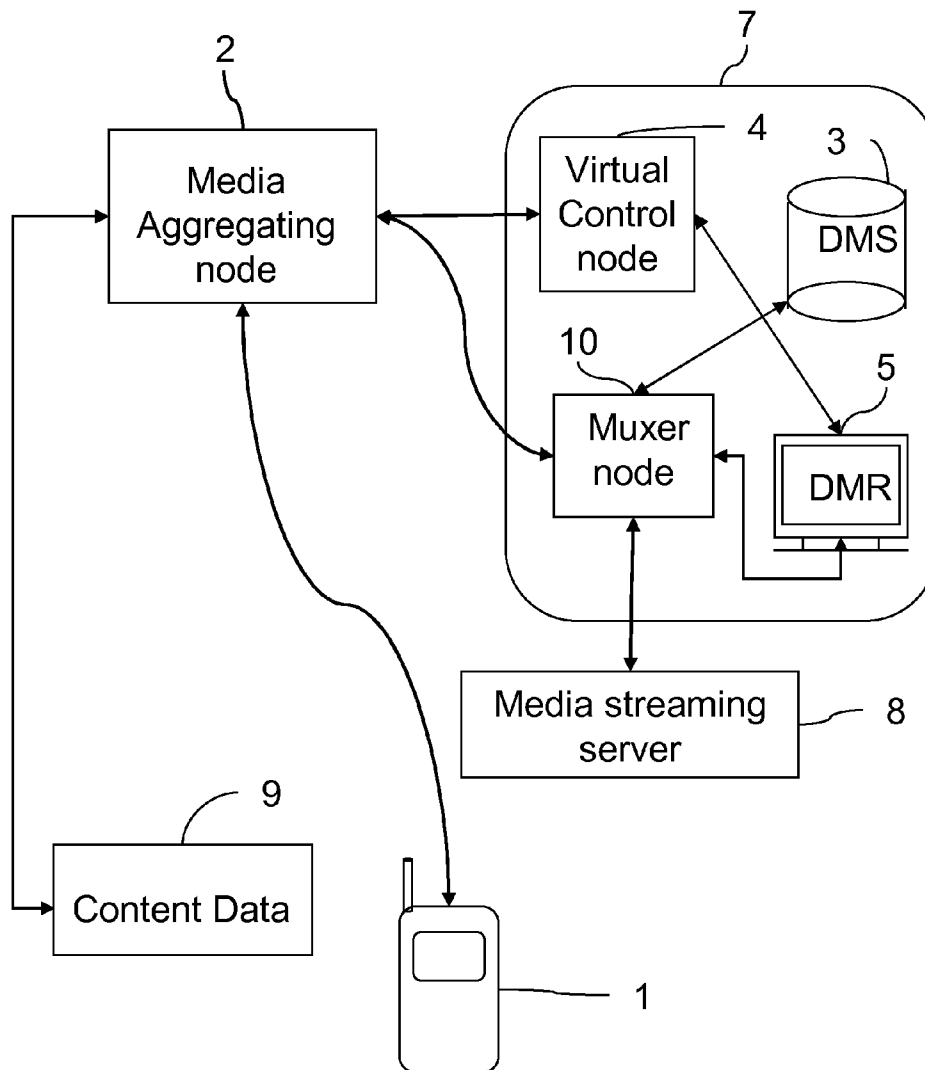 2
7
Media
Aggregating
node
4
Virtual
Control
node
3
DMS
10
Muxer
node
5
DMR
Media streaming
server
8
9
Content Data
1